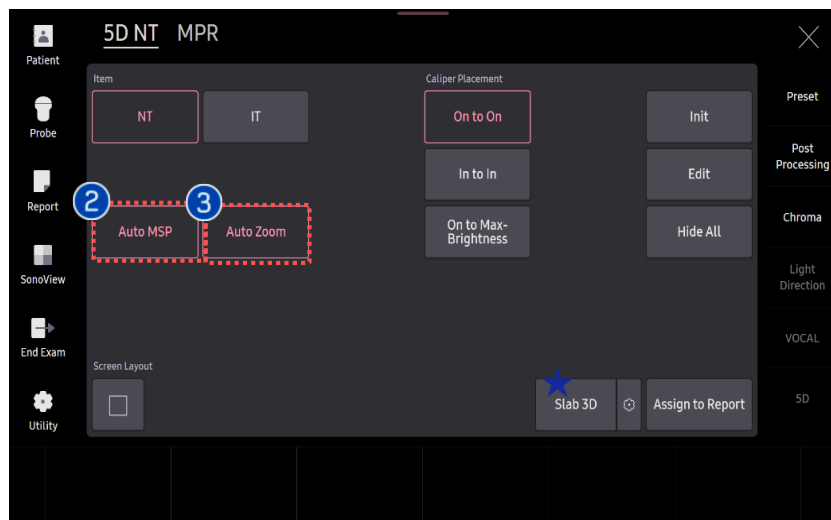 5D NT MPR
Patient
Probe
Report
SonoView
End Exam
Utility
Item
NT
IT
2
3
Auto MSP
Auto Zoom
Caliper Placement
On to On
In to In
On to Max-
Brightness
Init
Edit
Hide All
Screen Layout
Slab 3D
Assign to Report
Preset
Post
Processing
Chroma
Light
Direction
VOCAL
5D